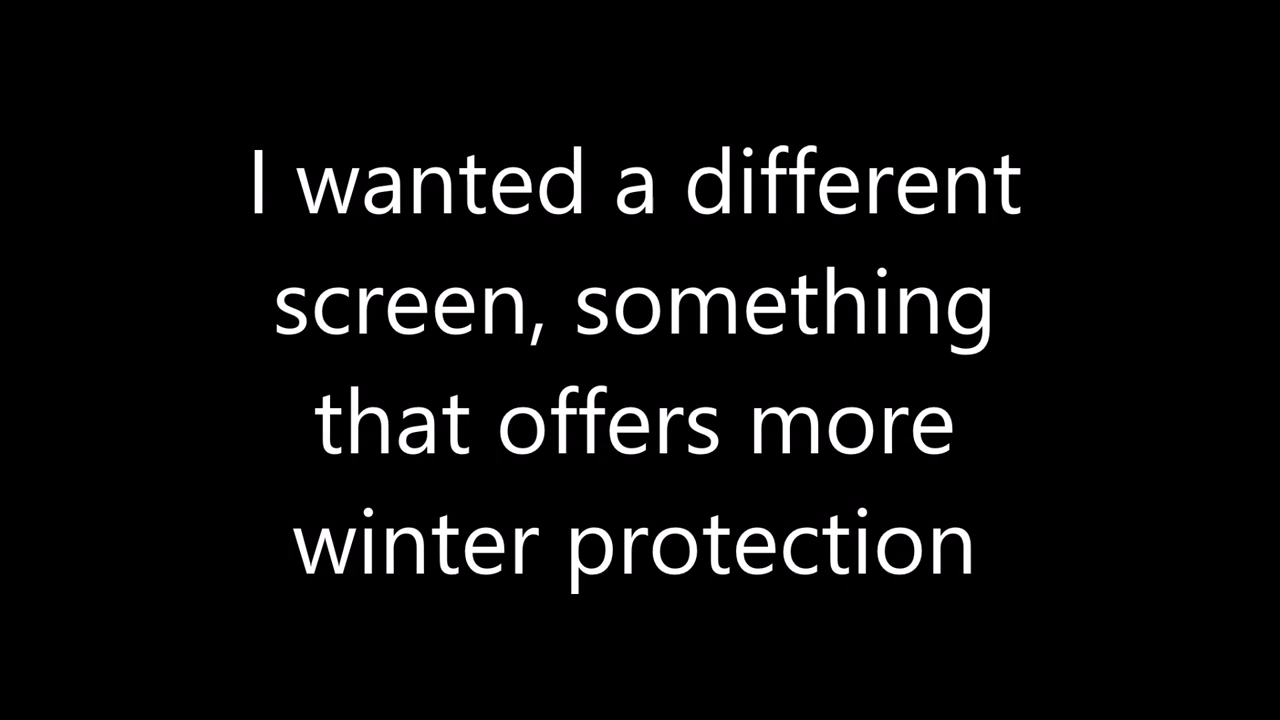 I wanted a different
screen, something
that offers more
winter protection